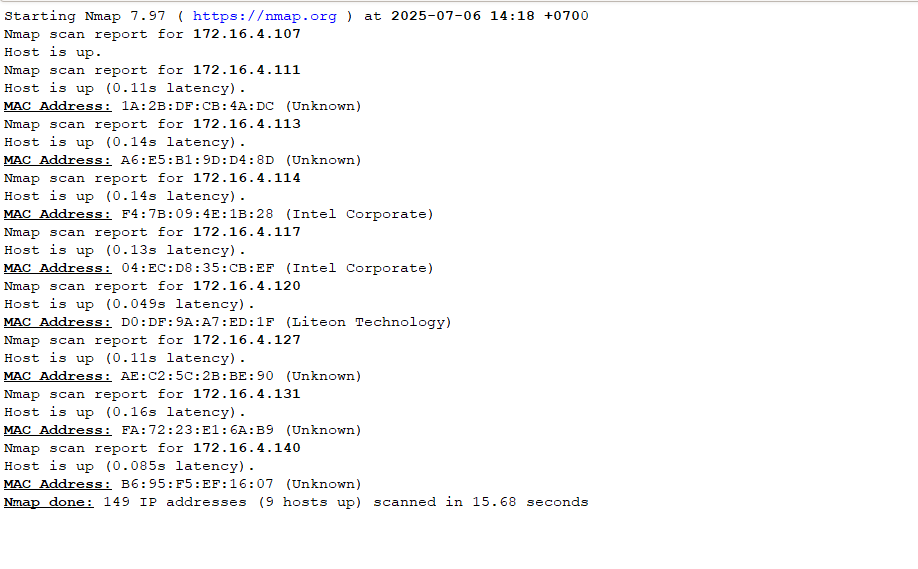 Starting Nmap 7.97 ( https://nmap.org ) at 2025-07-06 14:18 +0700
Nmap scan report for 172.16.4.107
Host is up.
Nmap scan report for 172.16.4.111
Host is up (0.11s latency).
MAC Address: 1A:2B:DF:CB:4A:DC (Unknown)
Nmap scan report for 172.16.4.113
Host is up (0.14s latency).
MAC Address: A6:E5:B1:9D:D4:8D (Unknown)
Nmap scan report for 172.16.4.114
Host is up (0.14s latency).
MAC Address: F4:7B:09:4E:1B:28 (Intel Corporate)
Nmap scan report for 172.16.4.117
Host is up (0.13s latency).
MAC Address: 04:EC:D8:35:CB:EF (Intel Corporate)
Nmap scan report for 172.16.4.120
Host is up (0.049s latency).
MAC Address: D0:DF:9A:A7:ED:1F (Liteon Technology)
Nmap scan report for 172.16.4.127
Host is up (0.11s latency).
MAC Address: AE:C2:5C:2B:BE:90 (Unknown)
Nmap scan report for 172.16.4.131
Host is up (0.16s latency).
MAC Address: FA:72:23:E1:6A:B9 (Unknown)
Nmap scan report for 172.16.4.140
Host is up (0.085s latency).
MAC Address: B6:95:F5:EF:16:07 (Unknown)
Nmap done: 149 IP addresses (9 hosts up) scanned in 15.68 seconds